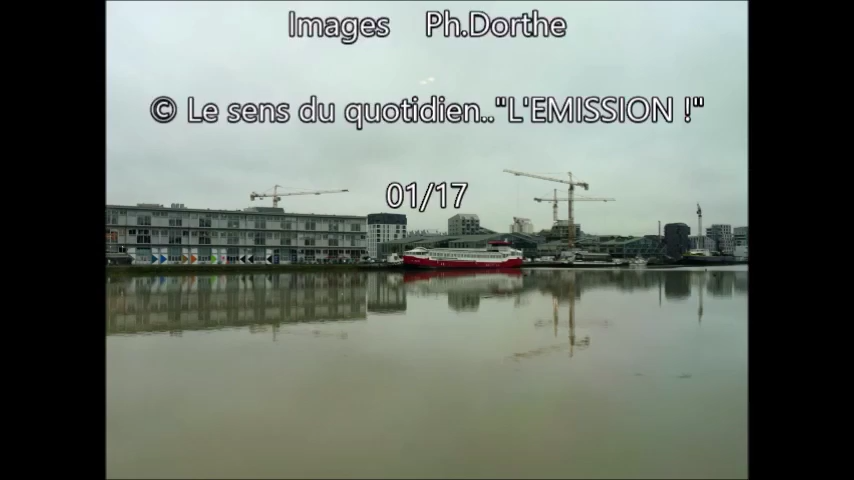 Images Ph.Dorthe
© Le sens du quotidien.."L'EMISSION !"
01/17